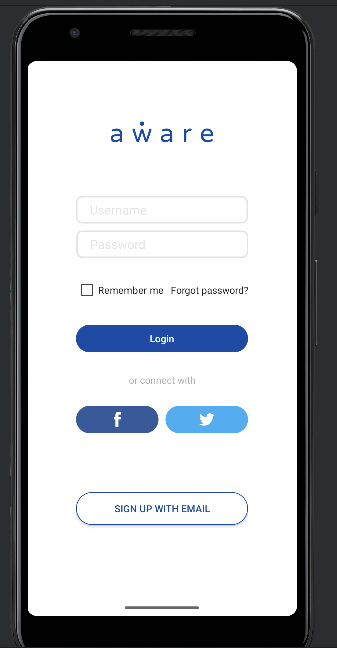 aware
Username
Password
Remember me Forgot password?
Login
or connect with
f
SIGN UP WITH EMAIL